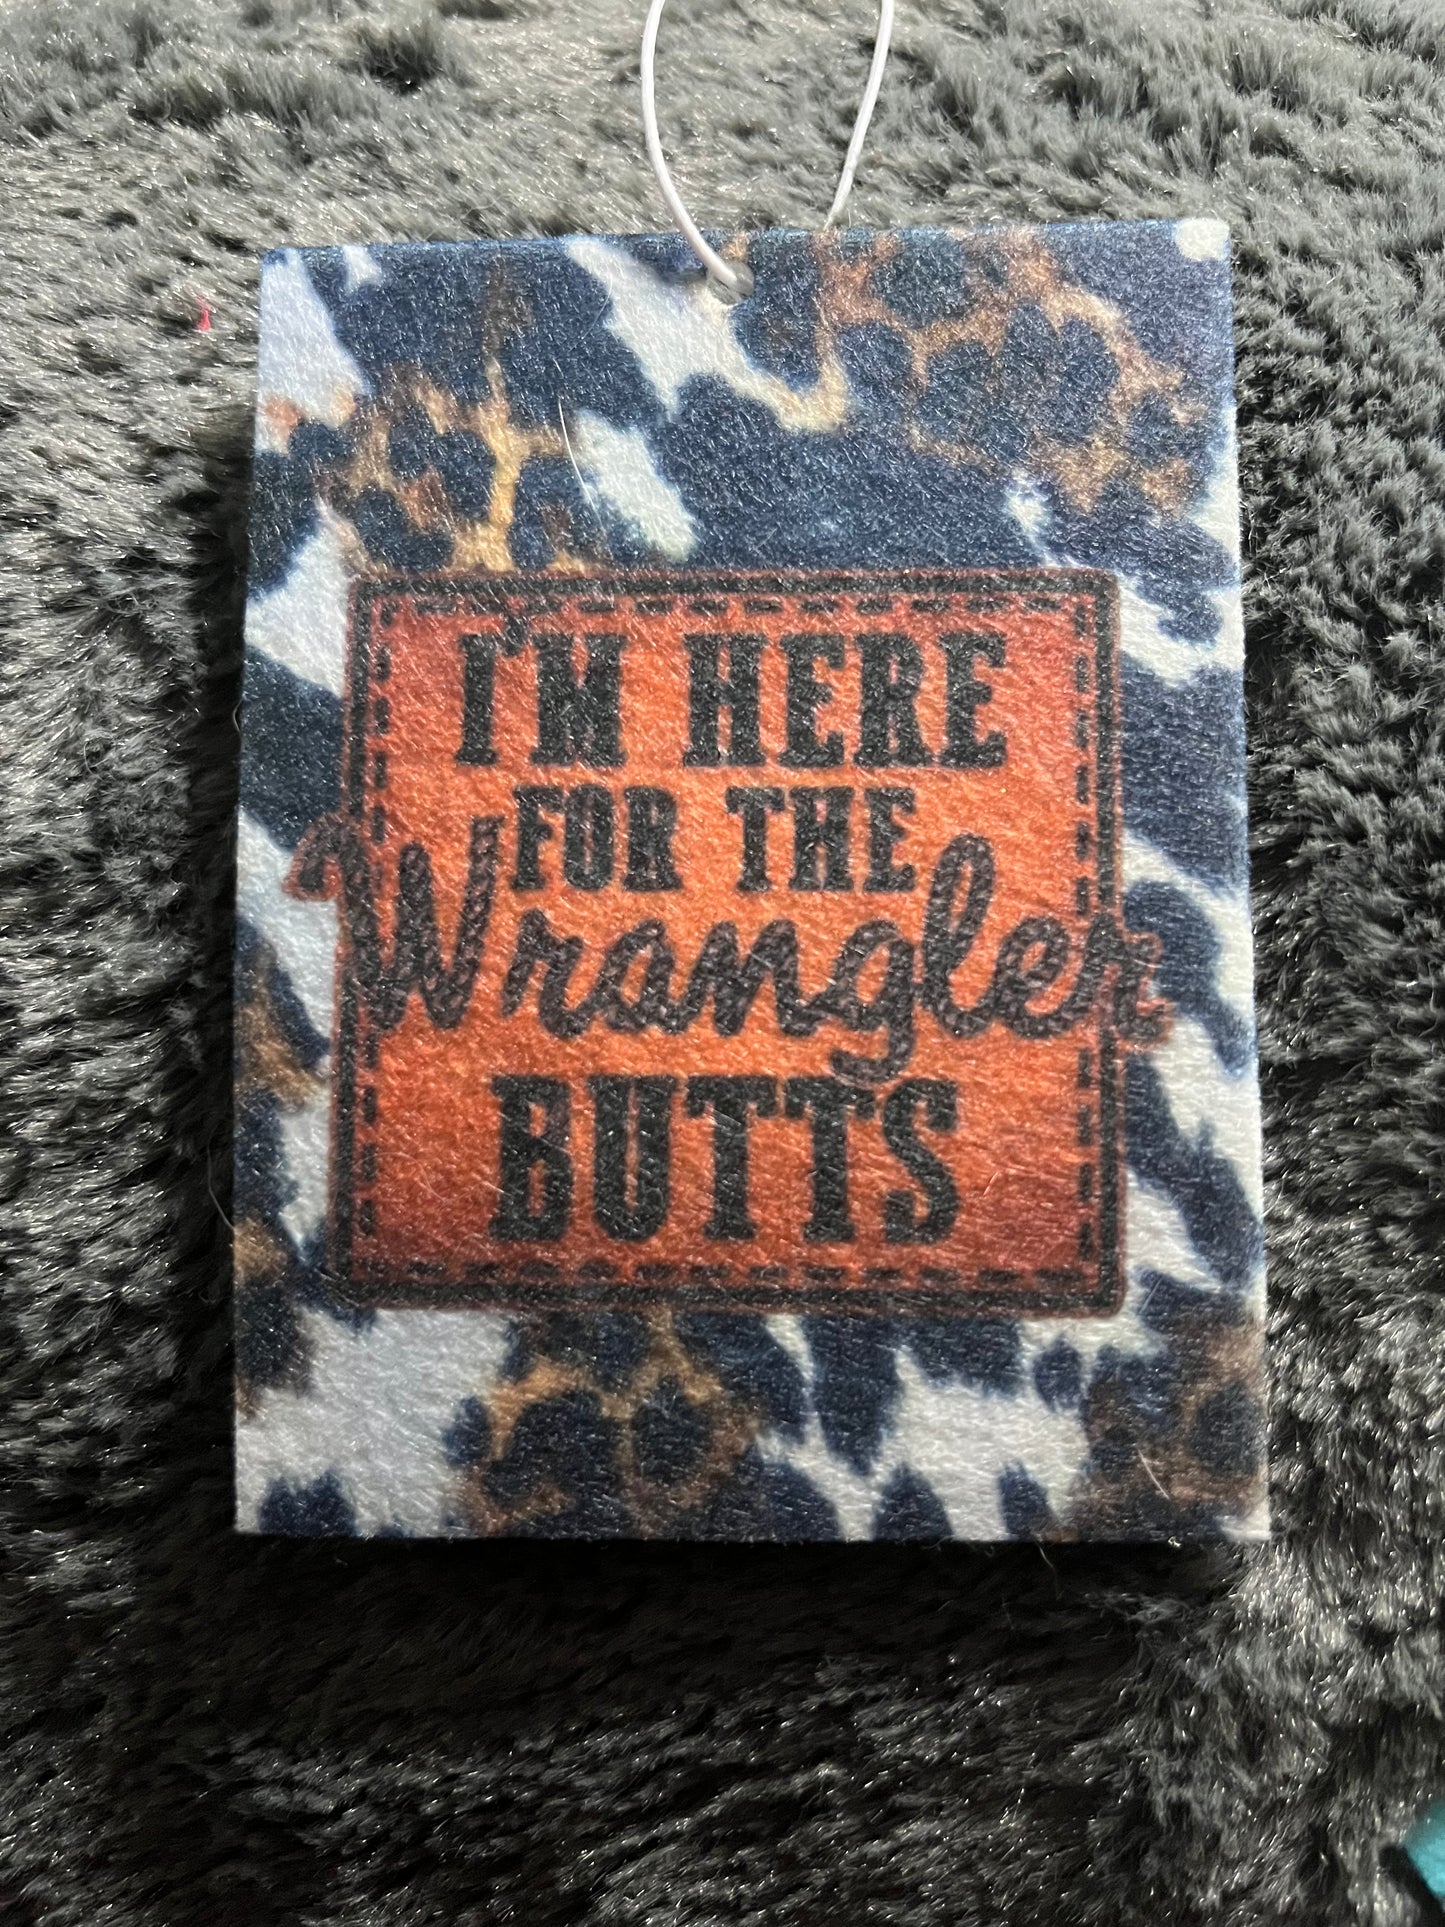 I'M HERE
FOR THE
Wrangler
BUTTS